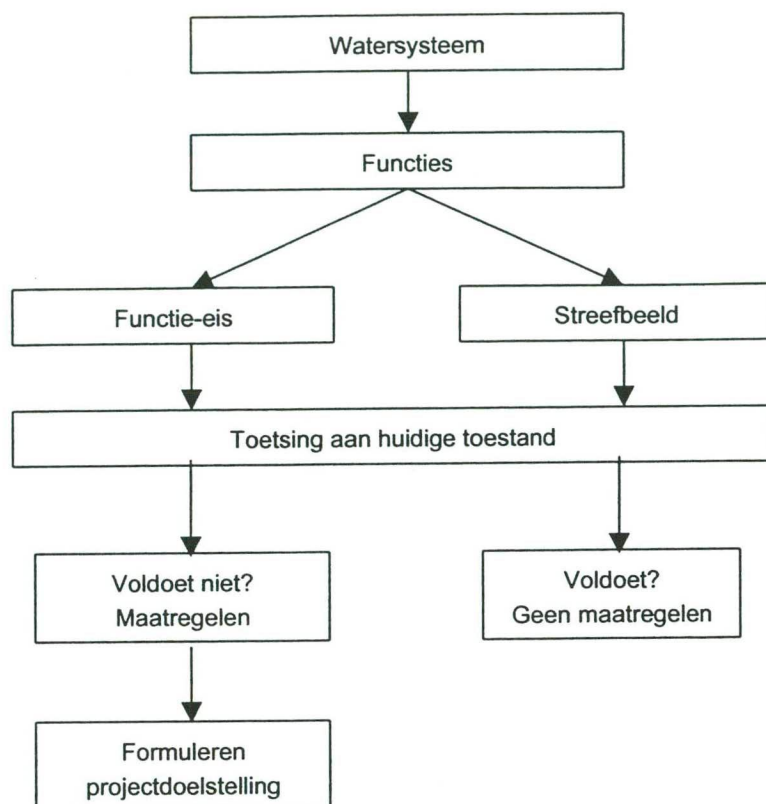 Watersysteem
Functies
Functie-eis
Streefbeeld
Toetsing aan huidige toestand
Voldoet niet?
Maatregelen
Voldoet?
Geen maatregelen
Formuleren
projectdoelstelling